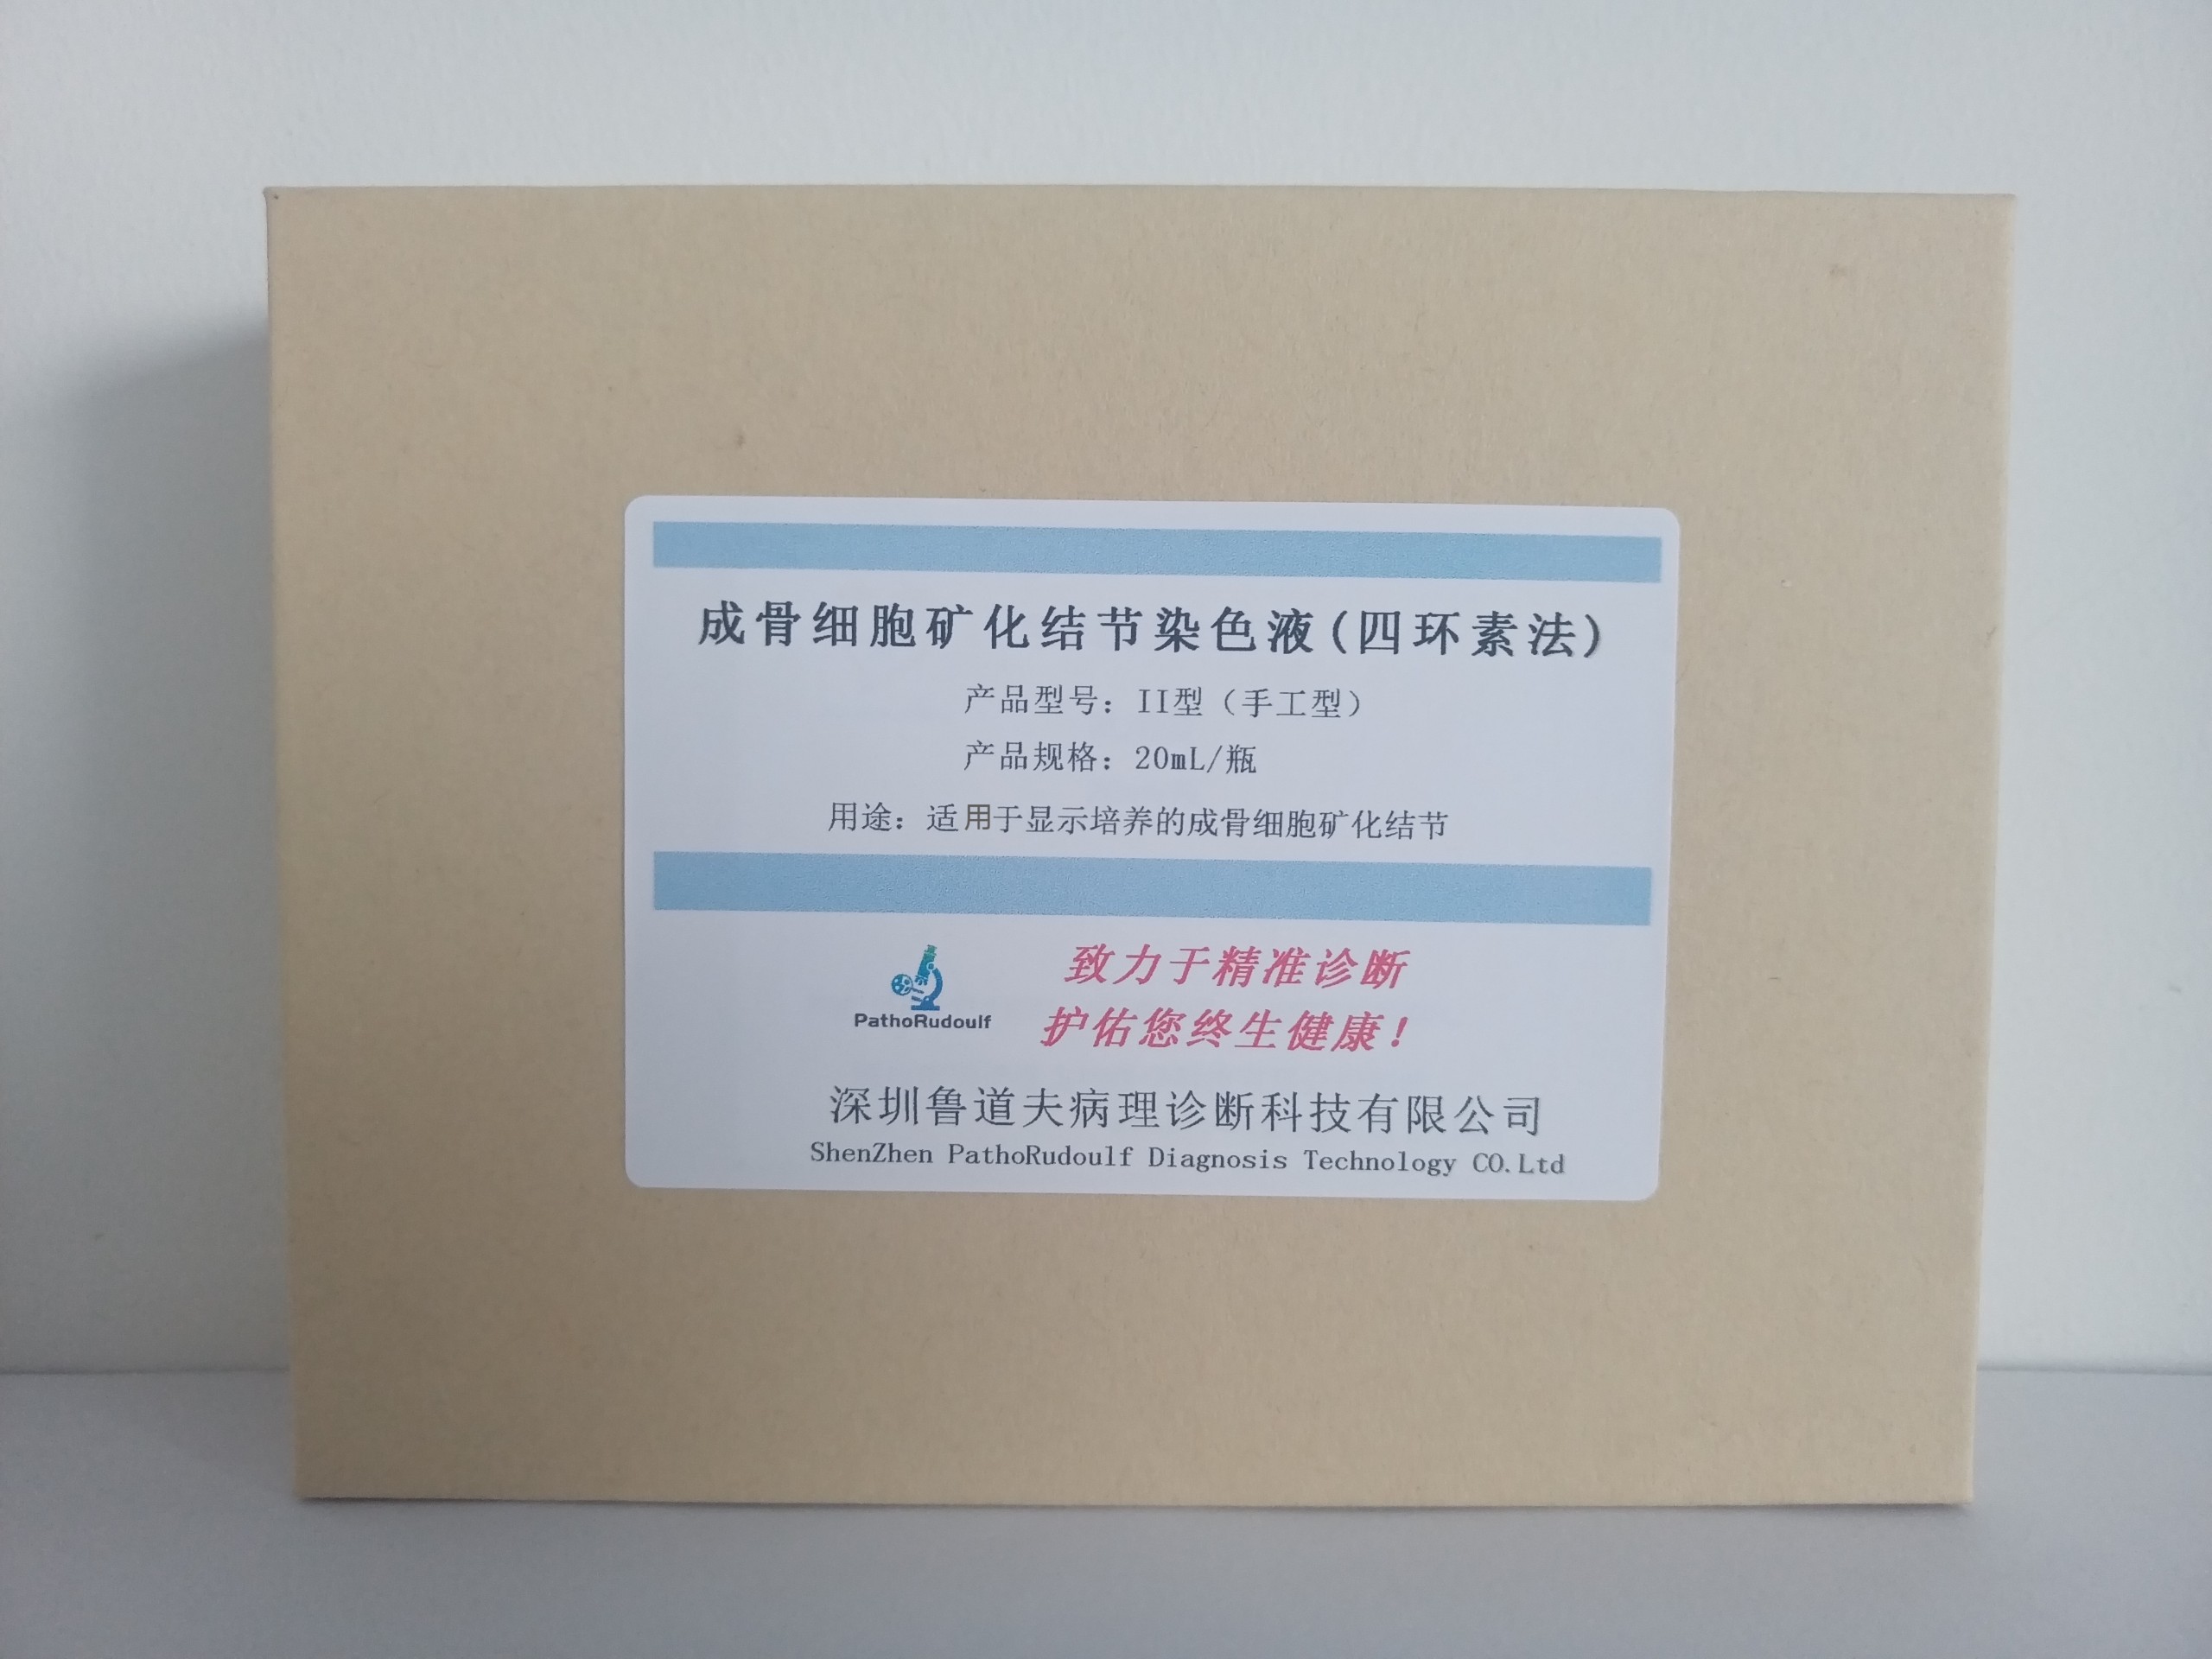 成骨细胞矿化结节染色液(四环素法)
产品型号：II型（手工型）
产品规格：20mL/瓶
用途：适用于显示培养的成骨细胞矿化结节
PathoRudoulf
致力于精准诊断
护佑您终生健康！
深圳鲁道夫病理诊断科技有限公司
ShenZhen PathoRudoulf Diagnosis Technology CO.Ltd